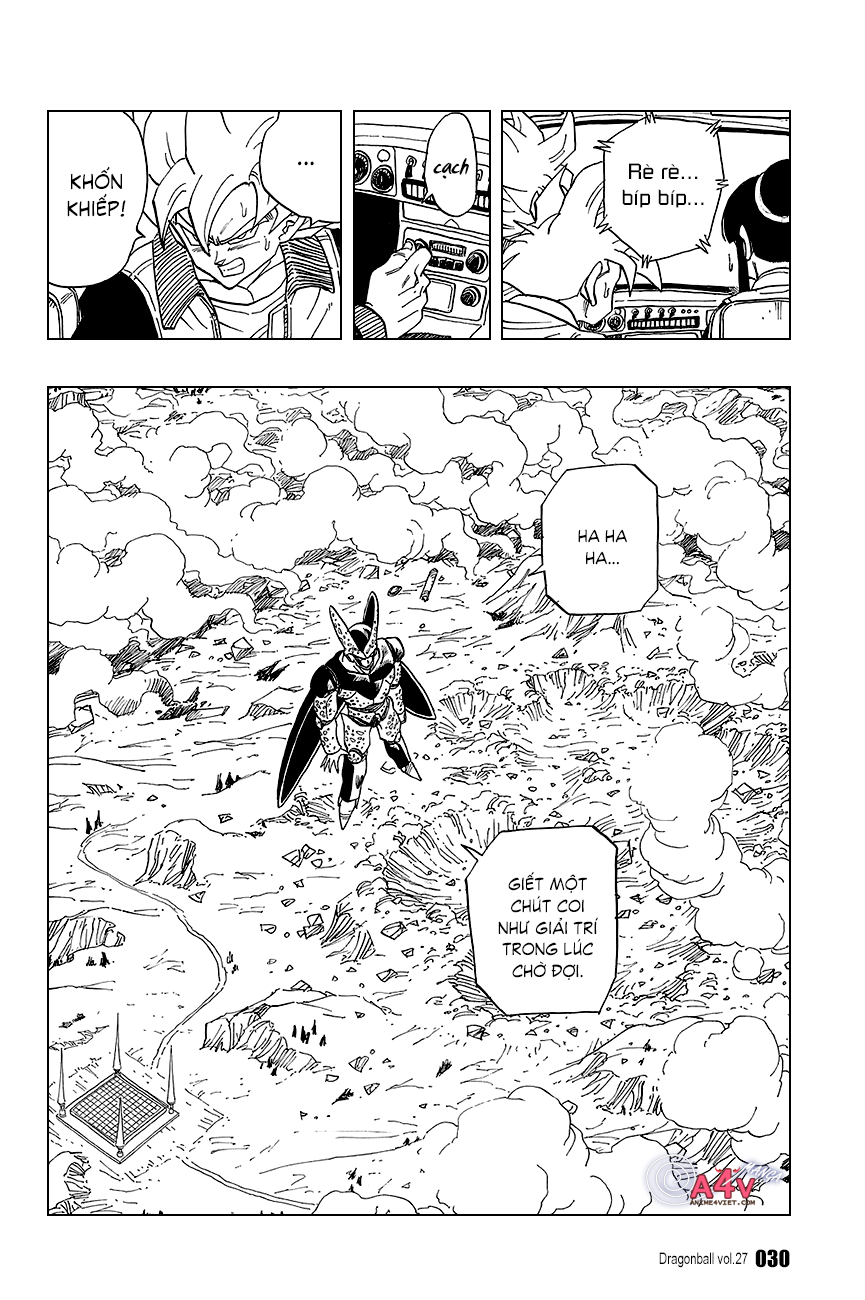 Rè rè...
bíp bíp...
cạch
...
KHỐN
KHIẾP!
HA HA
HA...
GIẾT MỘT
CHÚT COI
NHƯ GIẢI TRÍ
TRONG LÚC
CHỜ ĐỢI.
A4V
ANIME4VIET.COM
Dragonball vol.27 030